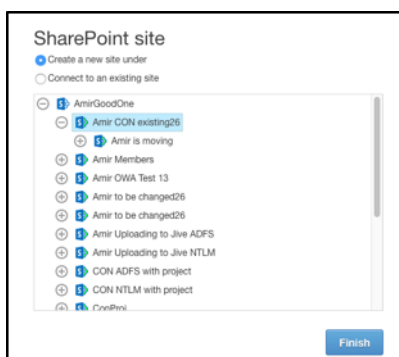 SharePoint site
Create a new site under
Connect to an existing site
AmirGoodOne
Amir CON existing26
Amir is moving
Amir Members
Amir OWA Test 13
Amir to be changed26
Amir to be changed26
Amir Uploading to Jive ADFS
Amir Uploading to Jive NTLM
CON ADFS with project
CON NTLM with project
ConProj
Finish